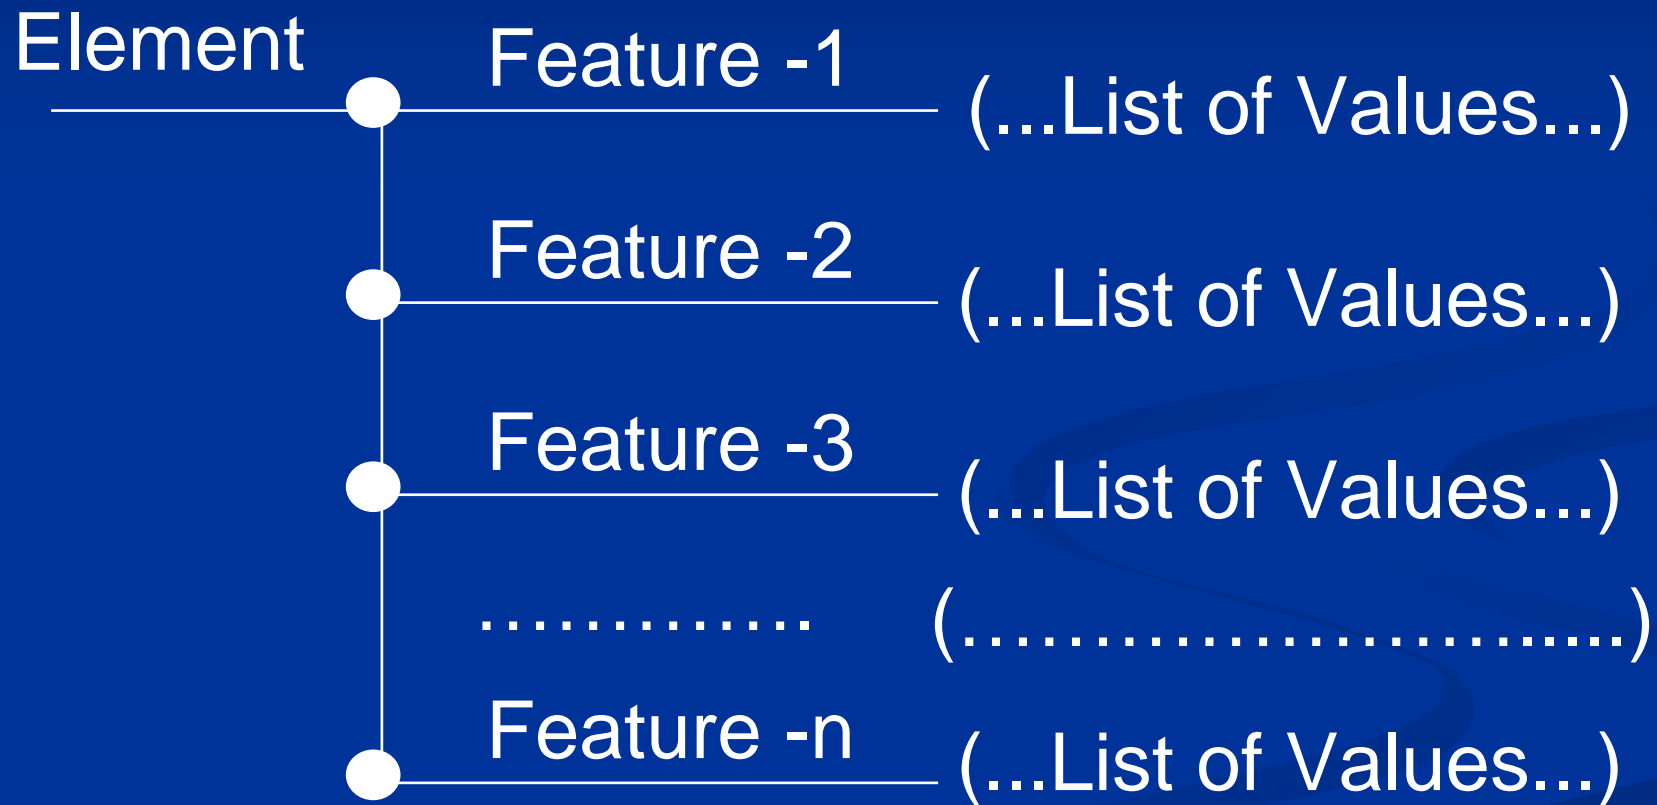 Element
Feature -1 (...List of Values...)
Feature -2 (...List of Values...)
Feature -3 (...List of Values...)
............. (.............................)
Feature -n (...List of Values...)